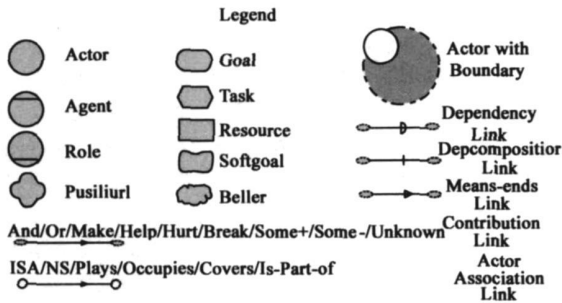 Legend
Actor
Agent
Role
Pusiliurl
Goal
Task
Resource
Softgoal
Beller
Actor with
Boundary
Dependency
Link
Depcomposition
Link
Means-ends
Link
And/Or/Make/Help/Hurt/Break/Some+/Some-/Unknown
Contribution
Link
ISA/NS/Plays/Occupies/Covers/Is-Part-of
Actor
Association
Link